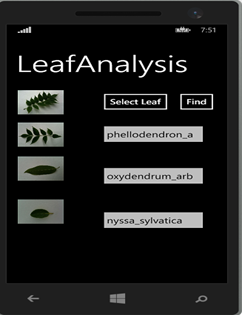 7:51
LeafAnalysis
Select Leaf Find
phellodendron_a
oxydendrum_arb
nyssa_sylvatica